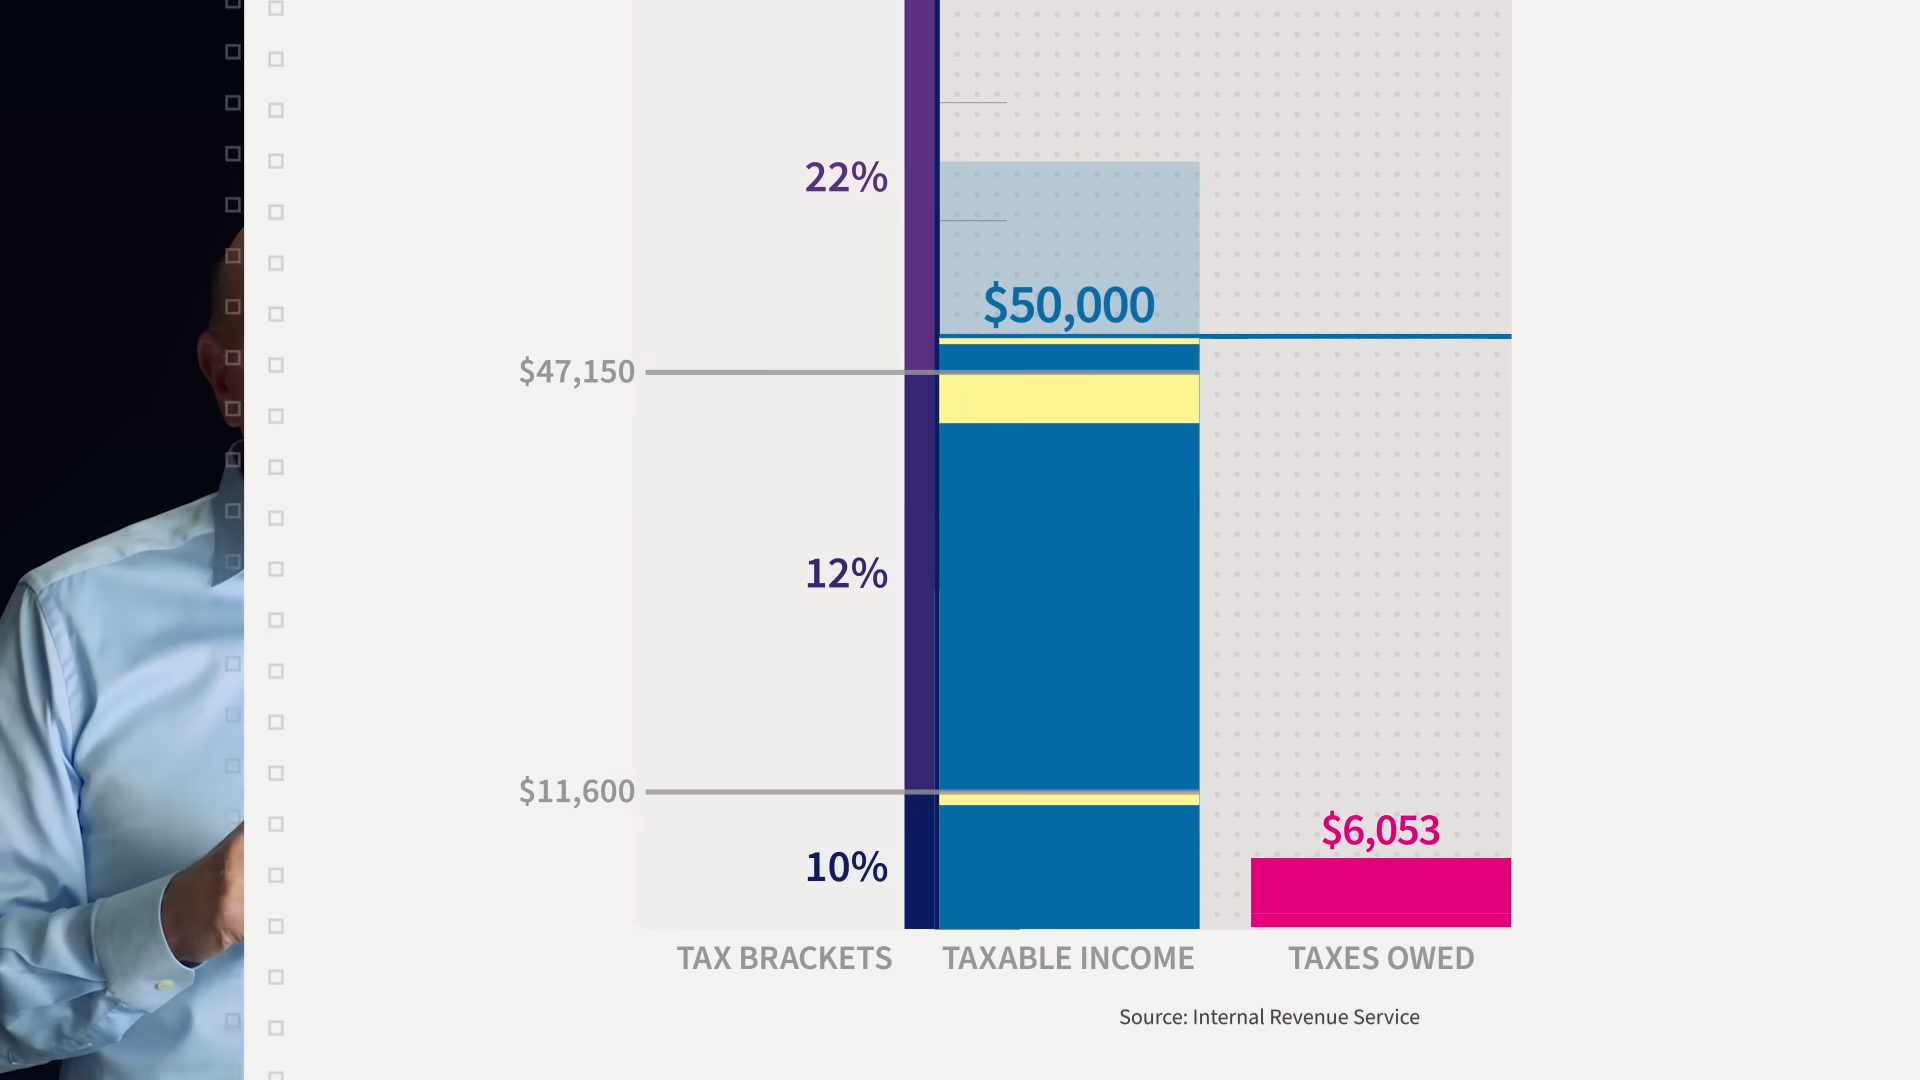 22%
$50,000
$47,150
12%
$11,600
$6,053
10%
TAX BRACKETS
TAXABLE INCOME
TAXES OWED
Source: Internal Revenue Service